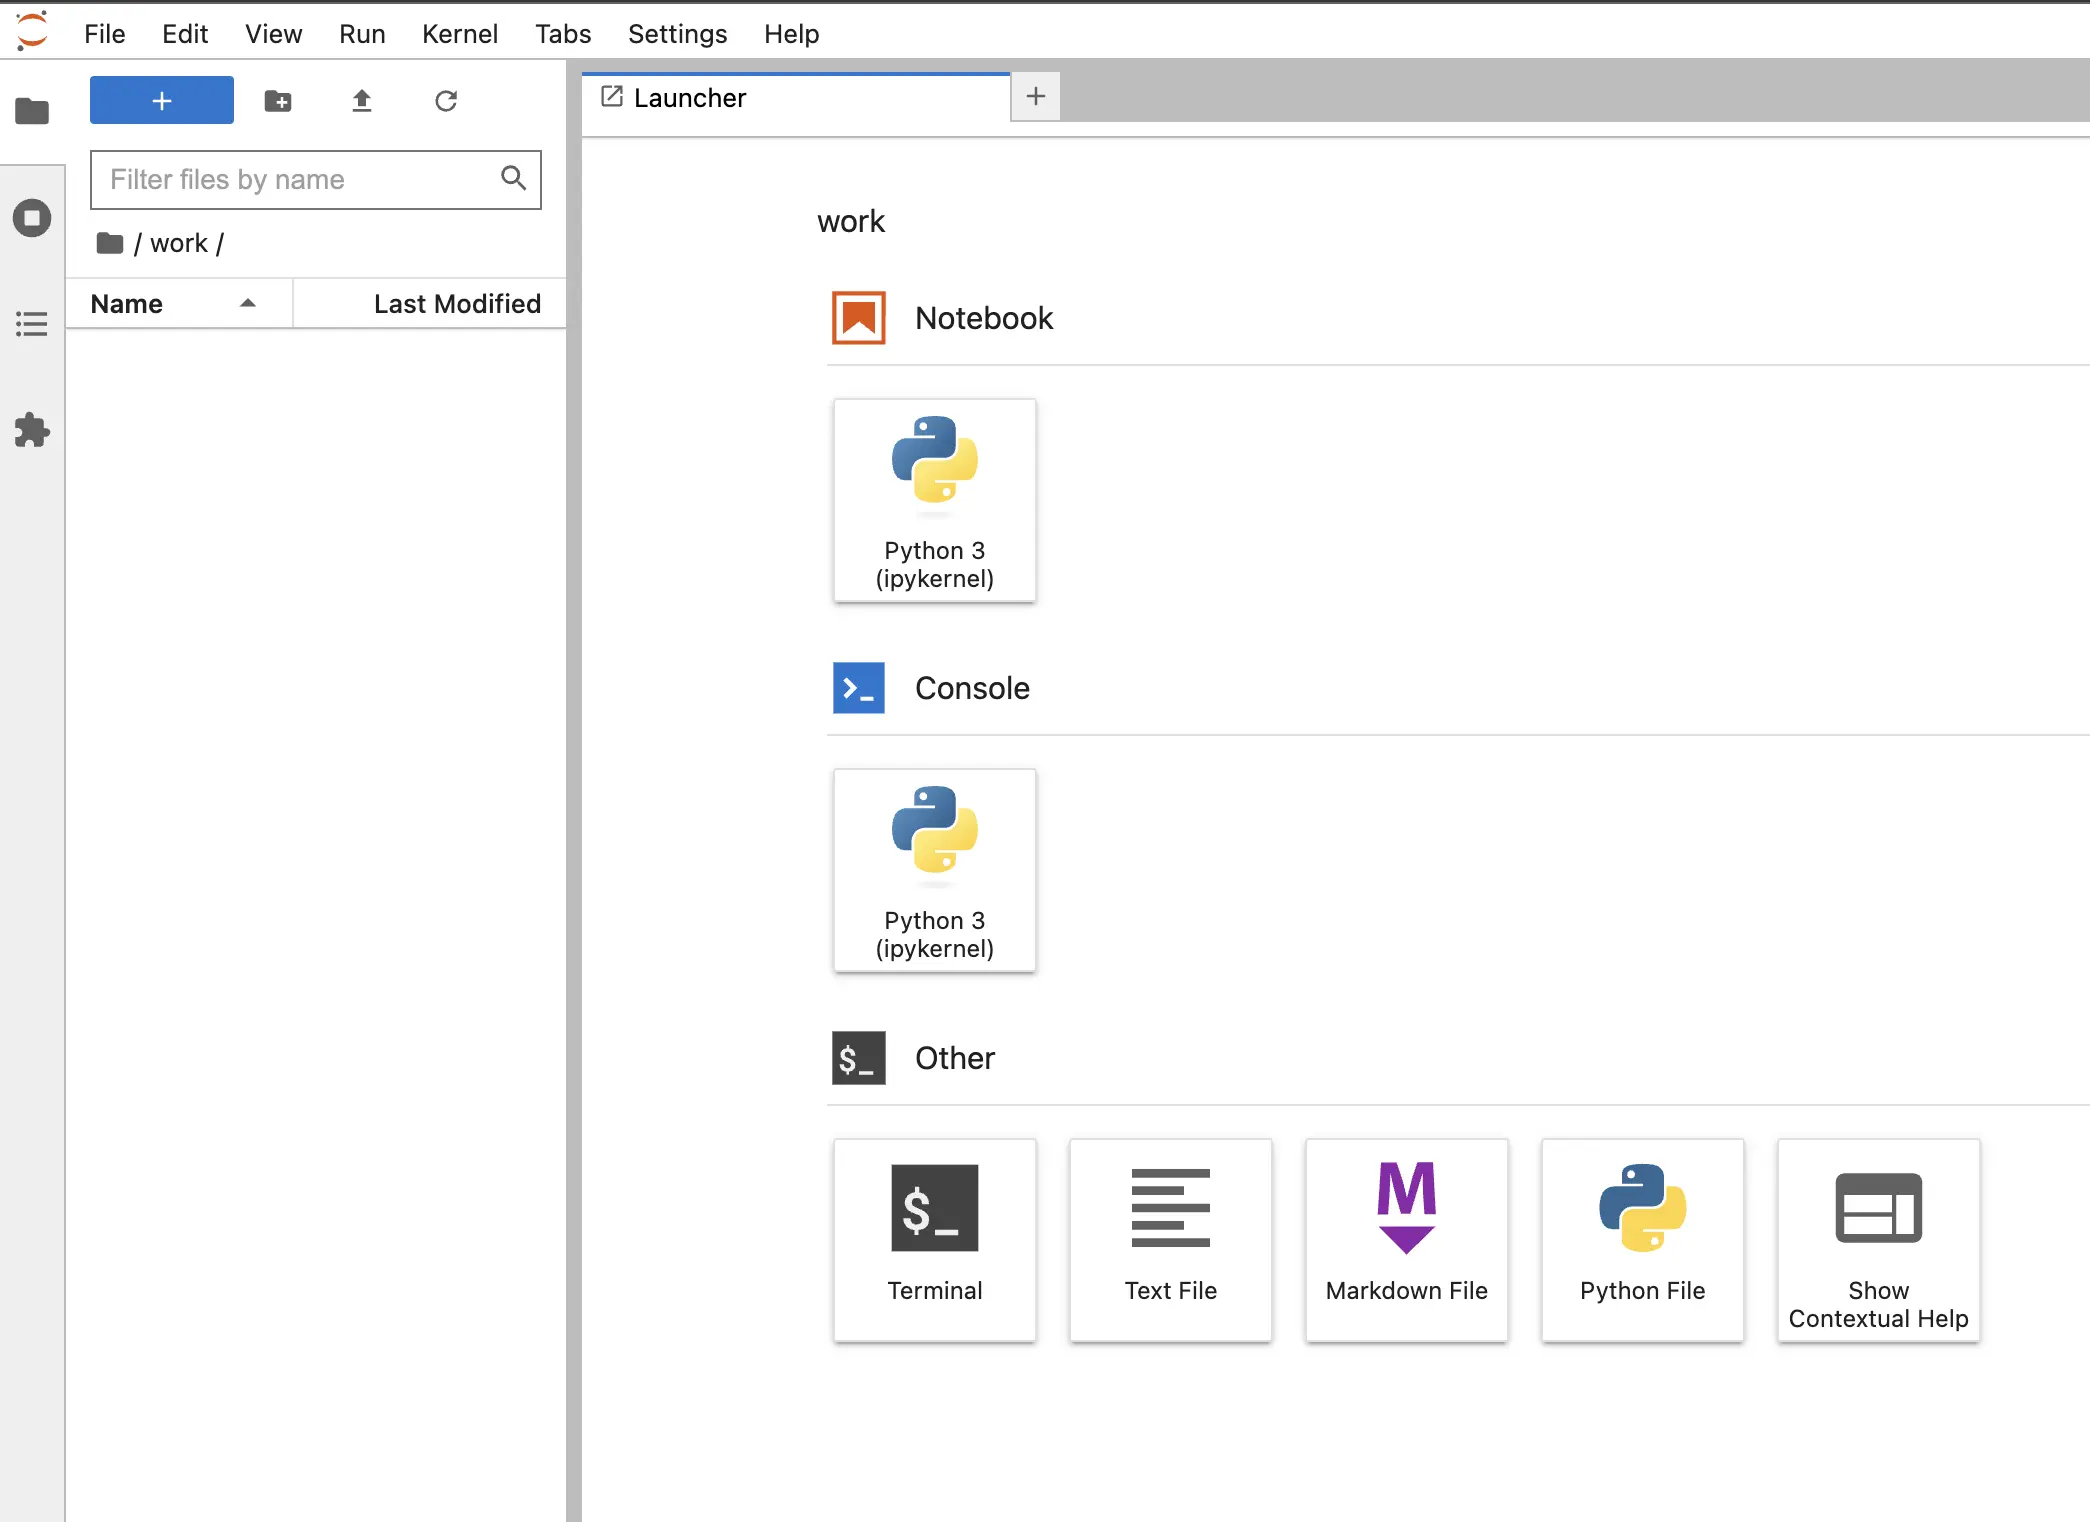 File Edit View Run Kernel Tabs Settings Help
Launcher
Filter files by name
/ work /
Name Last Modified
work
Notebook
Python 3
(ipykernel)
Console
Python 3
(ipykernel)
$_ Other
$_
Terminal
Text File
M
Markdown File
Python File
Show
Contextual Help